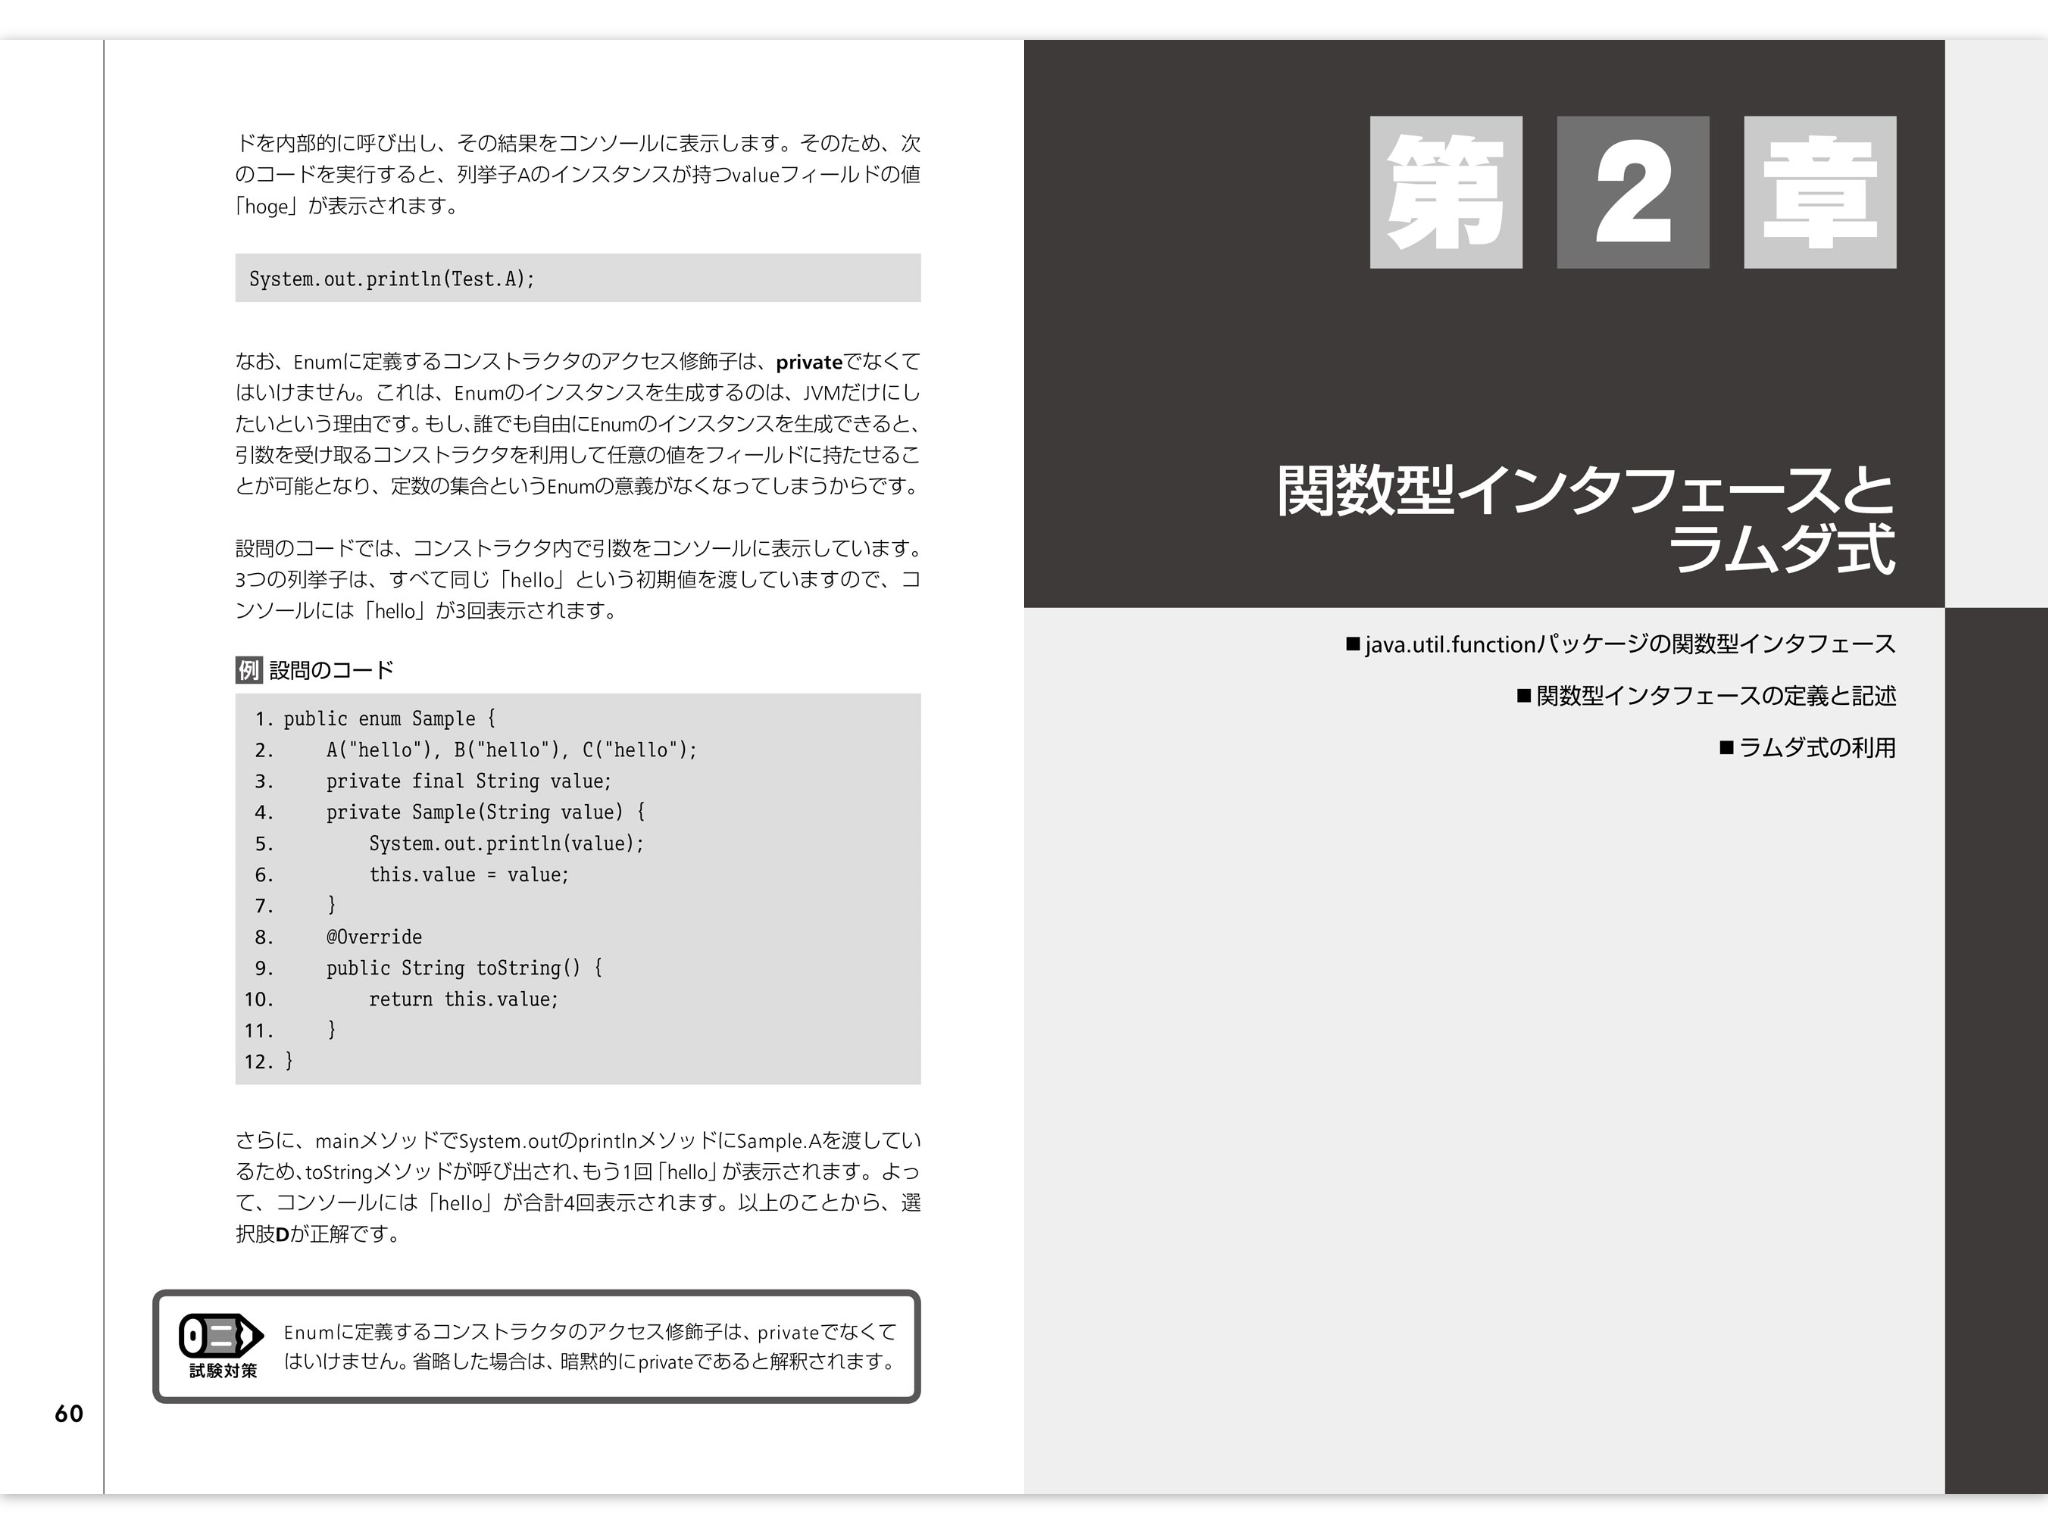 ドを内部的に呼び出し、その結果をコンソールに表示します。そのため、次
のコードを実行すると、列挙子Aのインスタンスが持つvalueフィールドの値
「hoge」が表示されます。
System.out.println(Test.A);
なお、Enumに定義するコンストラクタのアクセス修飾子は、privateでなくて
はいけません。これは、Enumのインスタンスを生成するのは、JVMだけにし
たいという理由です。もし、誰でも自由にEnumのインスタンスを生成できると、
引数を受け取るコンストラクタを利用して任意の値をフィールドに持たせるこ
とが可能となり、定数の集合というEnumの意義がなくなってしまうからです。
設問のコードでは、コンストラクタ内で引数をコンソールに表示しています。
3つの列挙子は、すべて同じ「hello」という初期値を渡していますので、コ
ンソールには「hello」が3回表示されます。
例 設問のコード
1. public enum Sample {
2.     A("hello"), B("hello"), C("hello");
3.     private final String value;
4.     private Sample(String value) {
5.         System.out.println(value);
6.         this.value = value;
7.     }
8.     @Override
9.     public String toString() {
10.         return this.value;
11.     }
12. }
さらに、mainメソッドでSystem.outのprintlnメソッドにSample.Aを渡してい
るため、toStringメソッドが呼び出され、もう1回「hello」が表示されます。よっ
て、コンソールには「hello」が合計4回表示されます。以上のことから、選
択肢Dが正解です。
試験対策
Enumに定義するコンストラクタのアクセス修飾子は、privateでなくて
はいけません。省略した場合は、暗黙的にprivateであると解釈されます。
60
第2章
関数型インタフェースと
ラムダ式
■ java.util.functionパッケージの関数型インタフェース
■ 関数型インタフェースの定義と記述
■ ラムダ式の利用